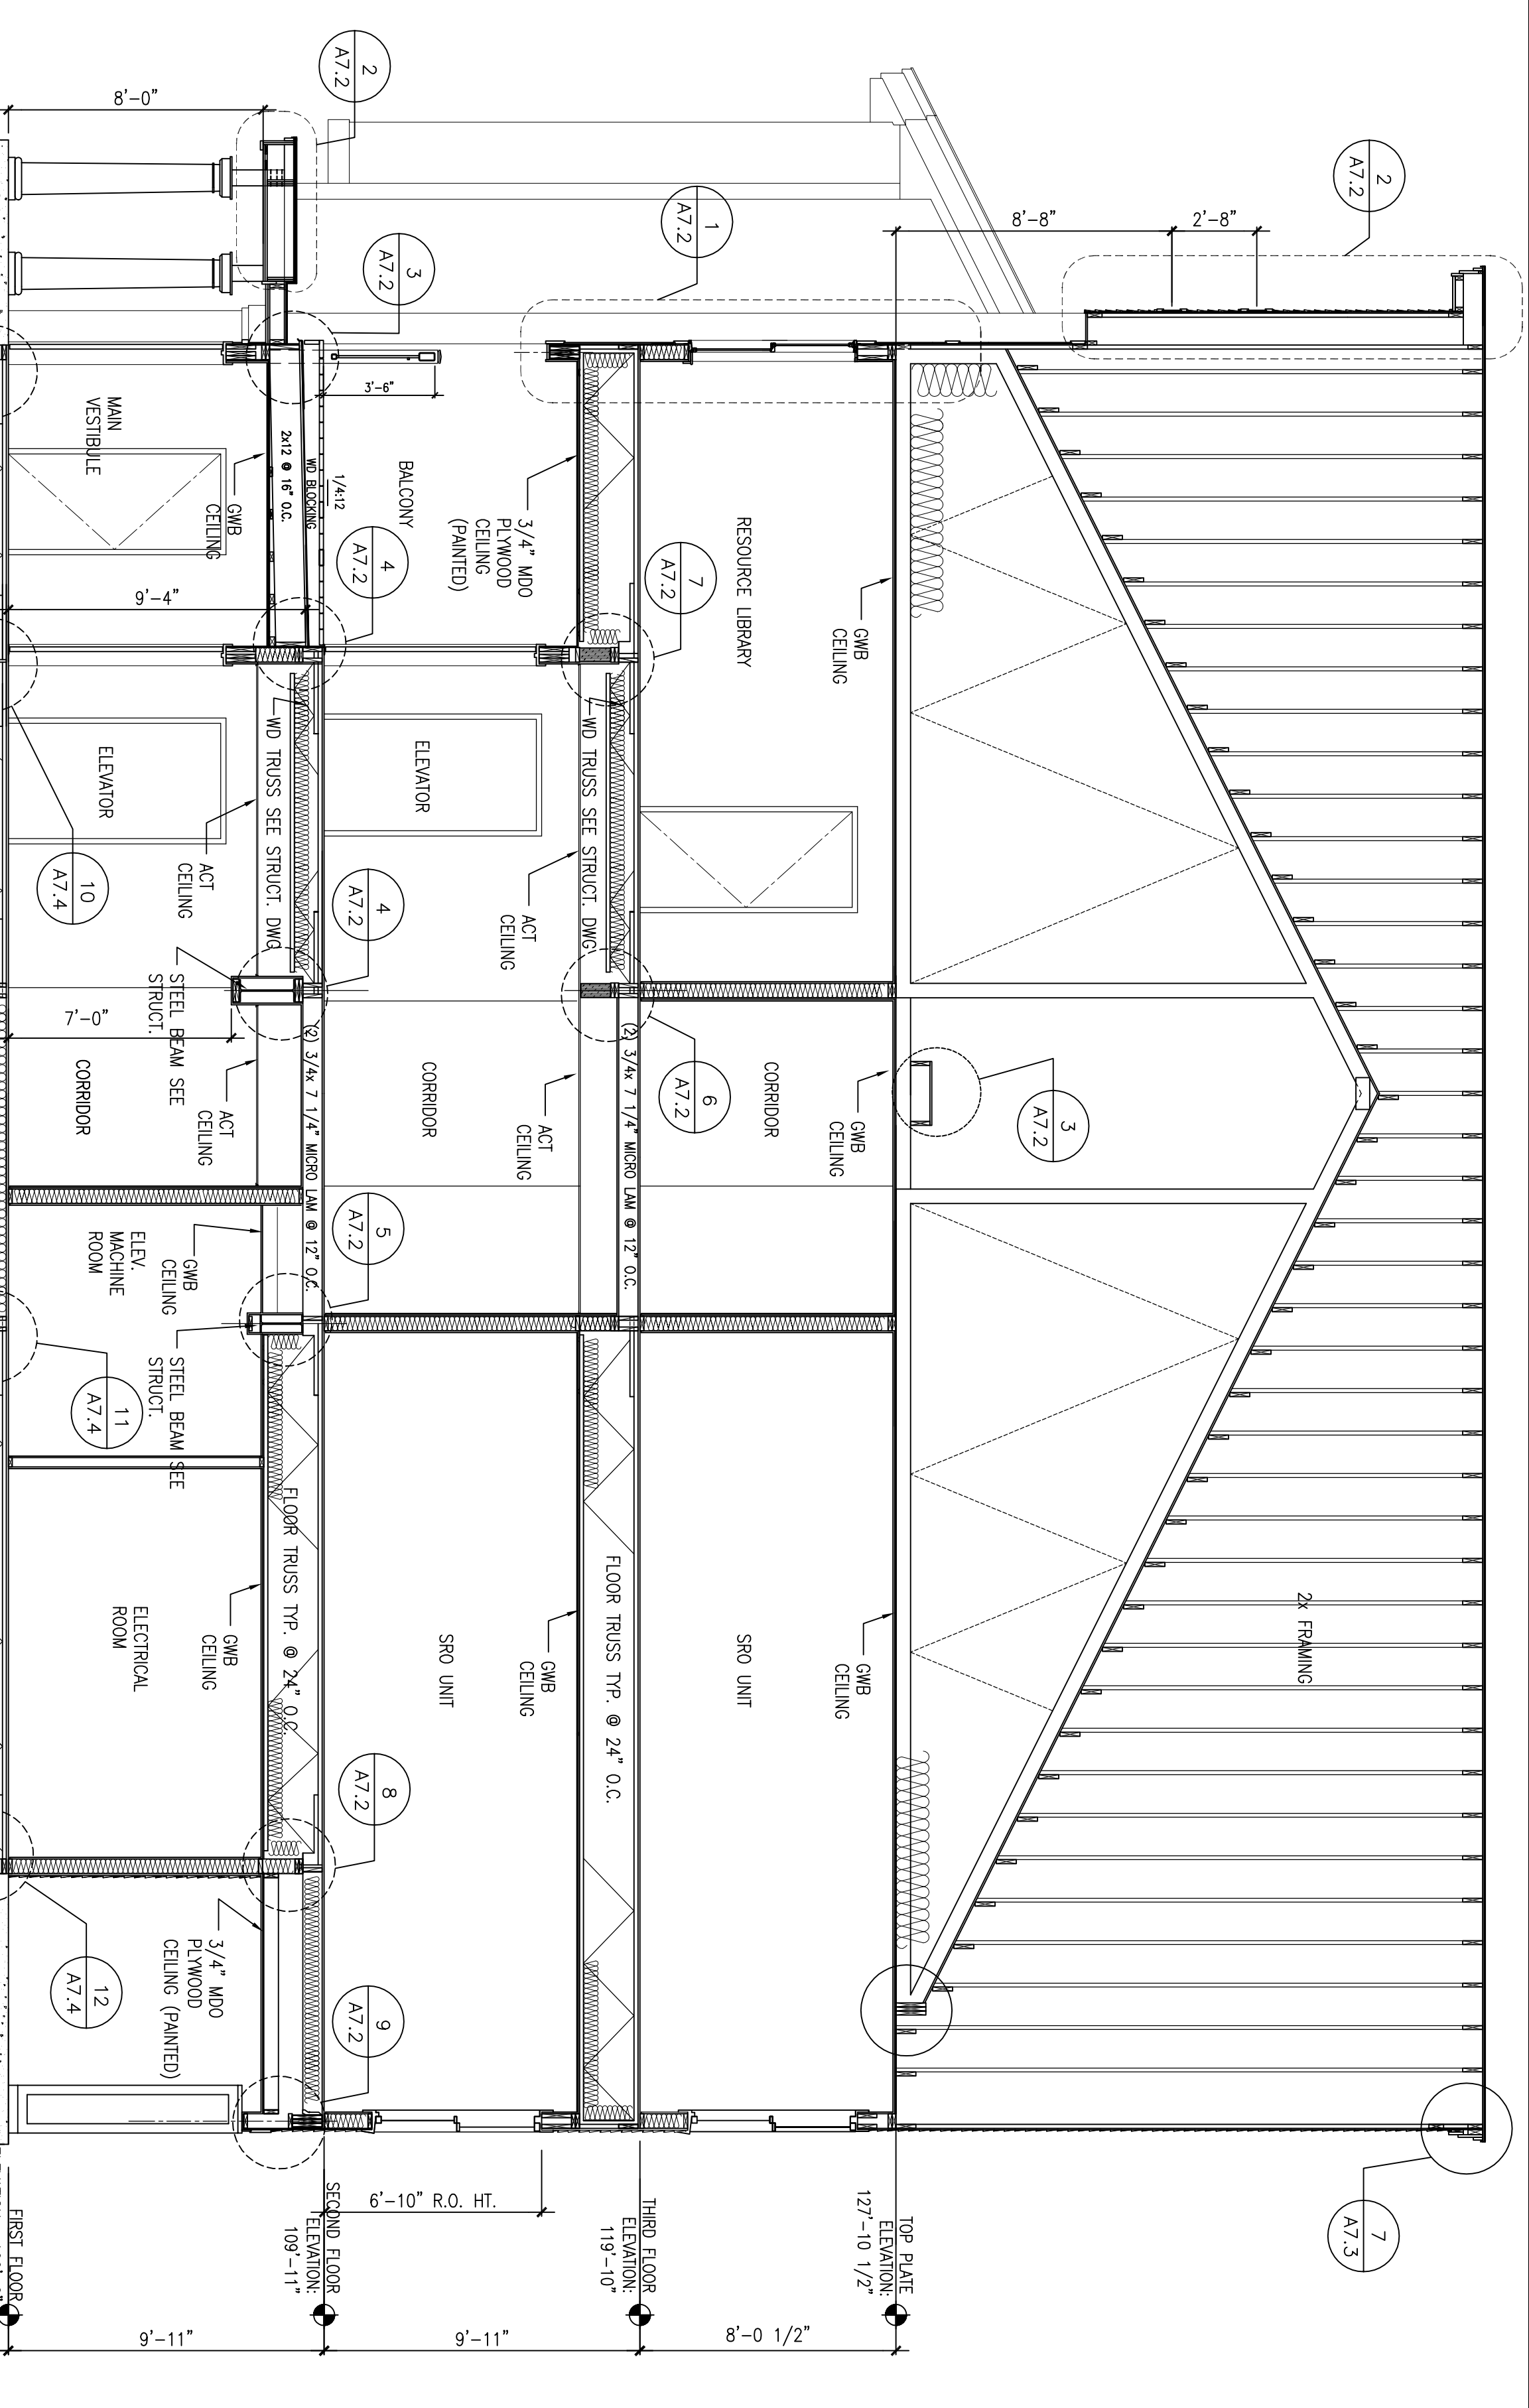 2
A7.2
8'-8"
2'-8"
1
A7.2
2
A7.2
8'-0"
3
A7.2
3'-6"
2x FRAMING
GWB
CEILING
RESOURCE LIBRARY
7
A7.2
3/4" MDO
PLYWOOD
CEILING
(PAINTED)
BALCONY
4
A7.2
1/4:12
WD BLOCKING
2x12 @ 16" O.C.
GWB
CEILING
MAIN
VESTIBULE
9'-4"
WD TRUSS SEE STRUCT. DWG
ACT
CEILING
ELEVATOR
4
A7.2
WD TRUSS SEE STRUCT. DWG
ACT
CEILING
ELEVATOR
10
A7.4
STEEL BEAM SEE
STRUCT.
7'-0"
3
A7.2
GWB
CEILING
CORRIDOR
6
A7.2
(2) 3/4x 7 1/4" MICRO LAM @ 12" O.C.
ACT
CEILING
CORRIDOR
5
A7.2
(2) 3/4x 7 1/4" MICRO LAM @ 12" O.C.
ACT
CEILING
CORRIDOR
GWB
CEILING
ELEV.
MACHINE
ROOM
STEEL BEAM SEE
STRUCT.
11
A7.4
GWB
CEILING
SRO UNIT
FLOOR TRUSS TYP. @ 24" O.C.
GWB
CEILING
SRO UNIT
8
A7.2
FLOOR TRUSS TYP. @ 24" O.C.
GWB
CEILING
ELECTRICAL
ROOM
9
A7.2
3/4" MDO
PLYWOOD
CEILING (PAINTED)
12
A7.4
7
A7.3
TOP PLATE
ELEVATION:
127'-10 1/2"
8'-0 1/2"
THIRD FLOOR
ELEVATION:
119'-10"
6'-10" R.O. HT.
9'-11"
SECOND FLOOR
ELEVATION:
109'-11"
9'-11"
FIRST FLOOR